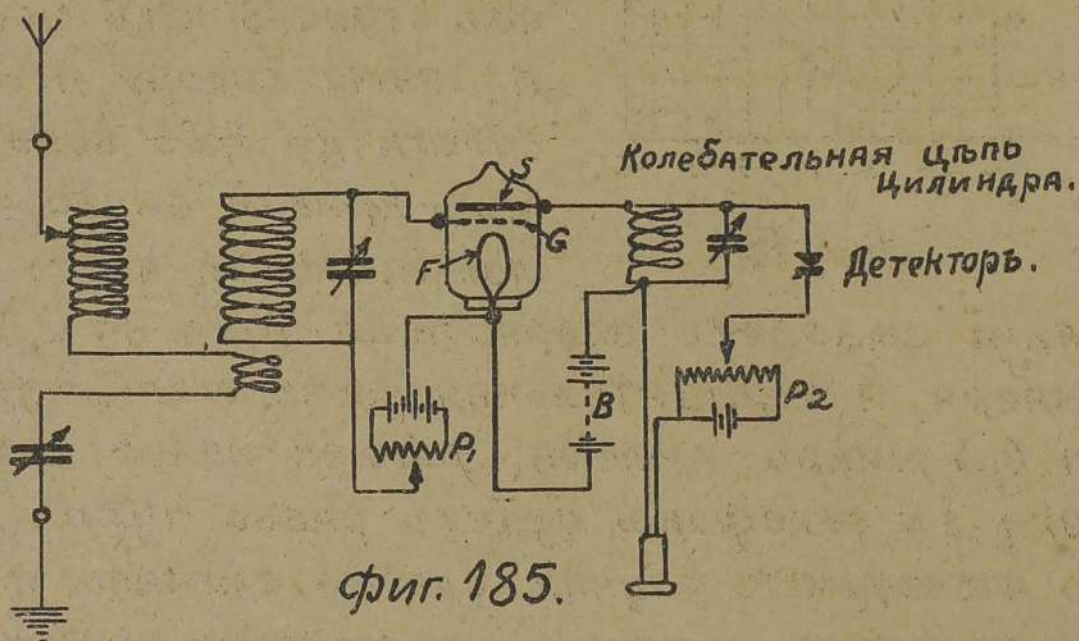 Колебательная цѣпь
цилиндра.
S
G
F
Детекторъ.
B
P2
P1
Фиг. 185.